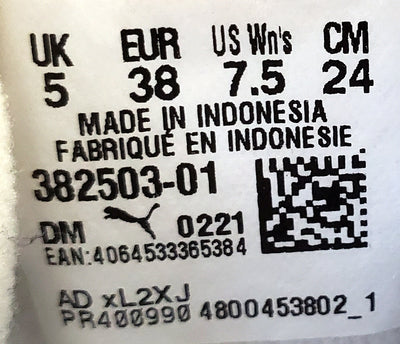 UK EUR US Wn's CM
5 38 7.5 24
MADE IN INDONESIA
FABRIQUÉ EN INDONESIE
382503-01
DM 0221
EAN:4064533365384
AD xL2XJ
PR400990 4800453802_1